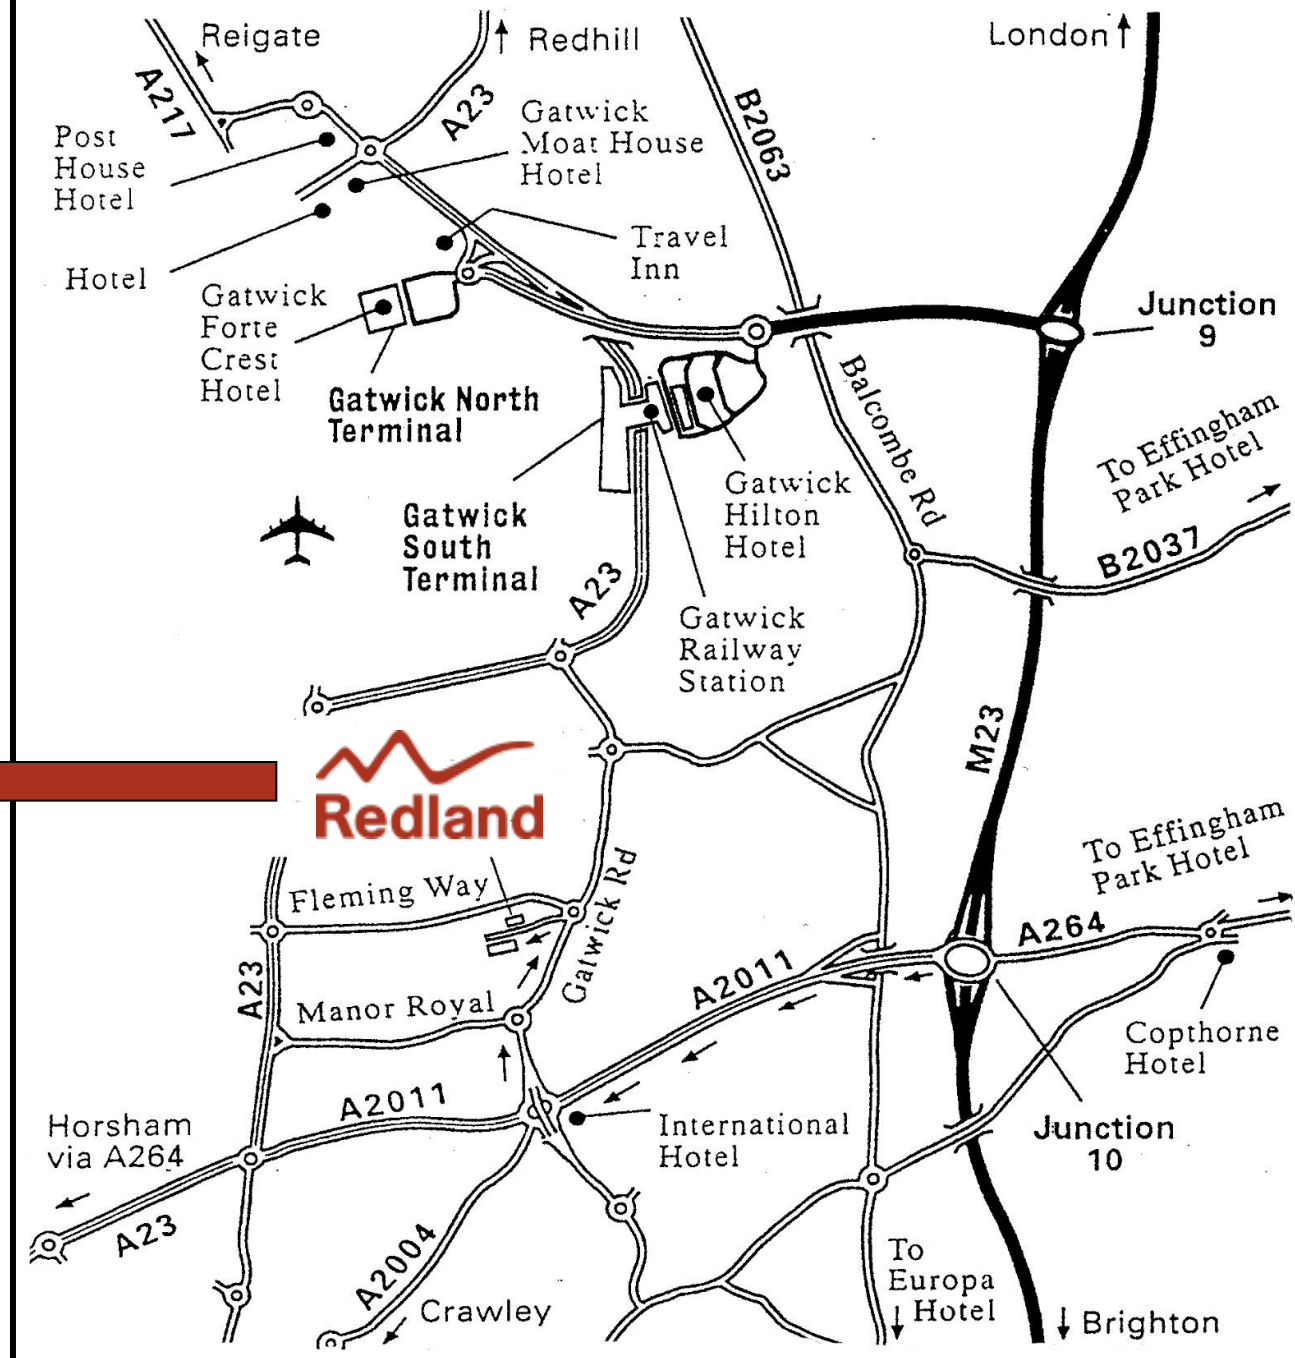 Reigate
Redhill
London
A217
A23
B2063
Gatwick
Moat House
Hotel
Post
House
Hotel
Travel
Inn
Hotel
Gatwick
Forte
Crest
Hotel
Junction
9
Gatwick North
Terminal
Balcombe Rd
To Effingham
Park Hotel
Gatwick
Hilton
Hotel
Gatwick
South
Terminal
B2037
A23
Gatwick
Railway
Station
M23
Redland
To Effingham
Park Hotel
Fleming Way
Gatwick Rd
A264
A2011
A23
Manor Royal
Copthorne
Hotel
A2011
Horsham
via A264
International
Hotel
Junction
10
A23
A2004
To
Europa
Hotel
Crawley
Brighton